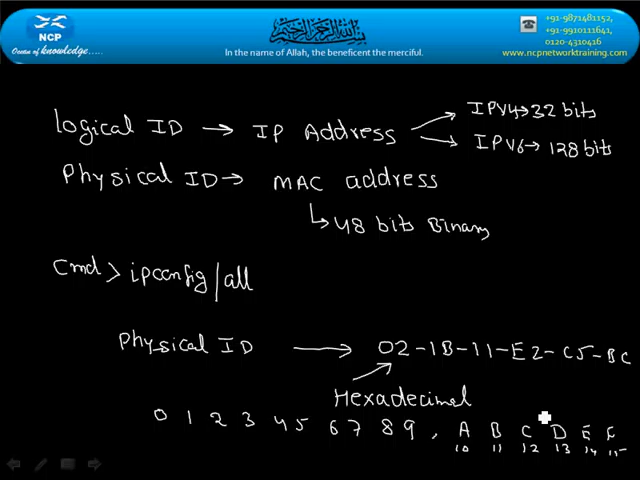 +91-9871481152,
+91-9910111641,
0120-4310416
NCP
Ocean of knowledge.....
In the name of Allah, the beneficent the merciful.
www.ncpnetworktraining.com
Logical ID → IP Address
IPV4→32 bits
IPV6→128 bits
Physical ID→ MAC address
48 bits Binary
Cmd> ipconfig/all
Physical ID → 02-1B-11-E2-C5-BC
Hexadecimal
0 1 2 3 4 5 6 7 8 9 , A B C D E F
10 11 12 13 14 15